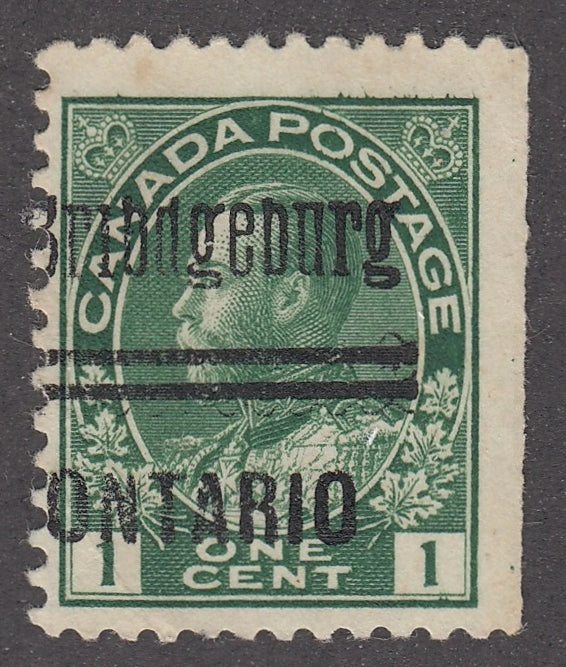 CANADA POSTAGE
Bridgeburg
ONTARIO
1 ONE CENT 1